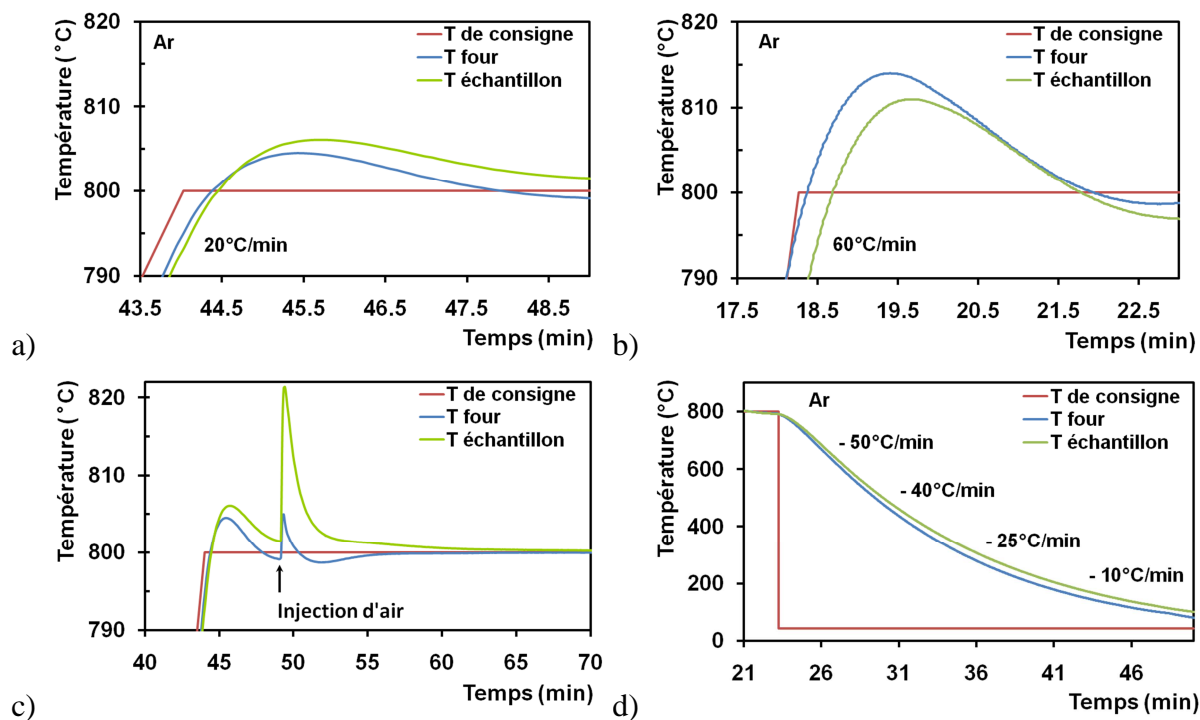 a)
Température (°C)
820
810
800
790
Ar
T de consigne
T four
T échantillon
20°C/min
43.5 44.5 45.5 46.5 47.5 48.5
Temps (min)
b)
Température (°C)
820
810
800
790
Ar
T de consigne
T four
T échantillon
60°C/min
17.5 18.5 19.5 20.5 21.5 22.5
Temps (min)
c)
Température (°C)
820
810
800
790
T de consigne
T four
T échantillon
Injection d'air
40 45 50 55 60 65 70
Temps (min)
d)
Température (°C)
800
600
400
200
0
Ar
T de consigne
T four
T échantillon
- 50°C/min
- 40°C/min
- 25°C/min
- 10°C/min
21 26 31 36 41 46
Temps (min)